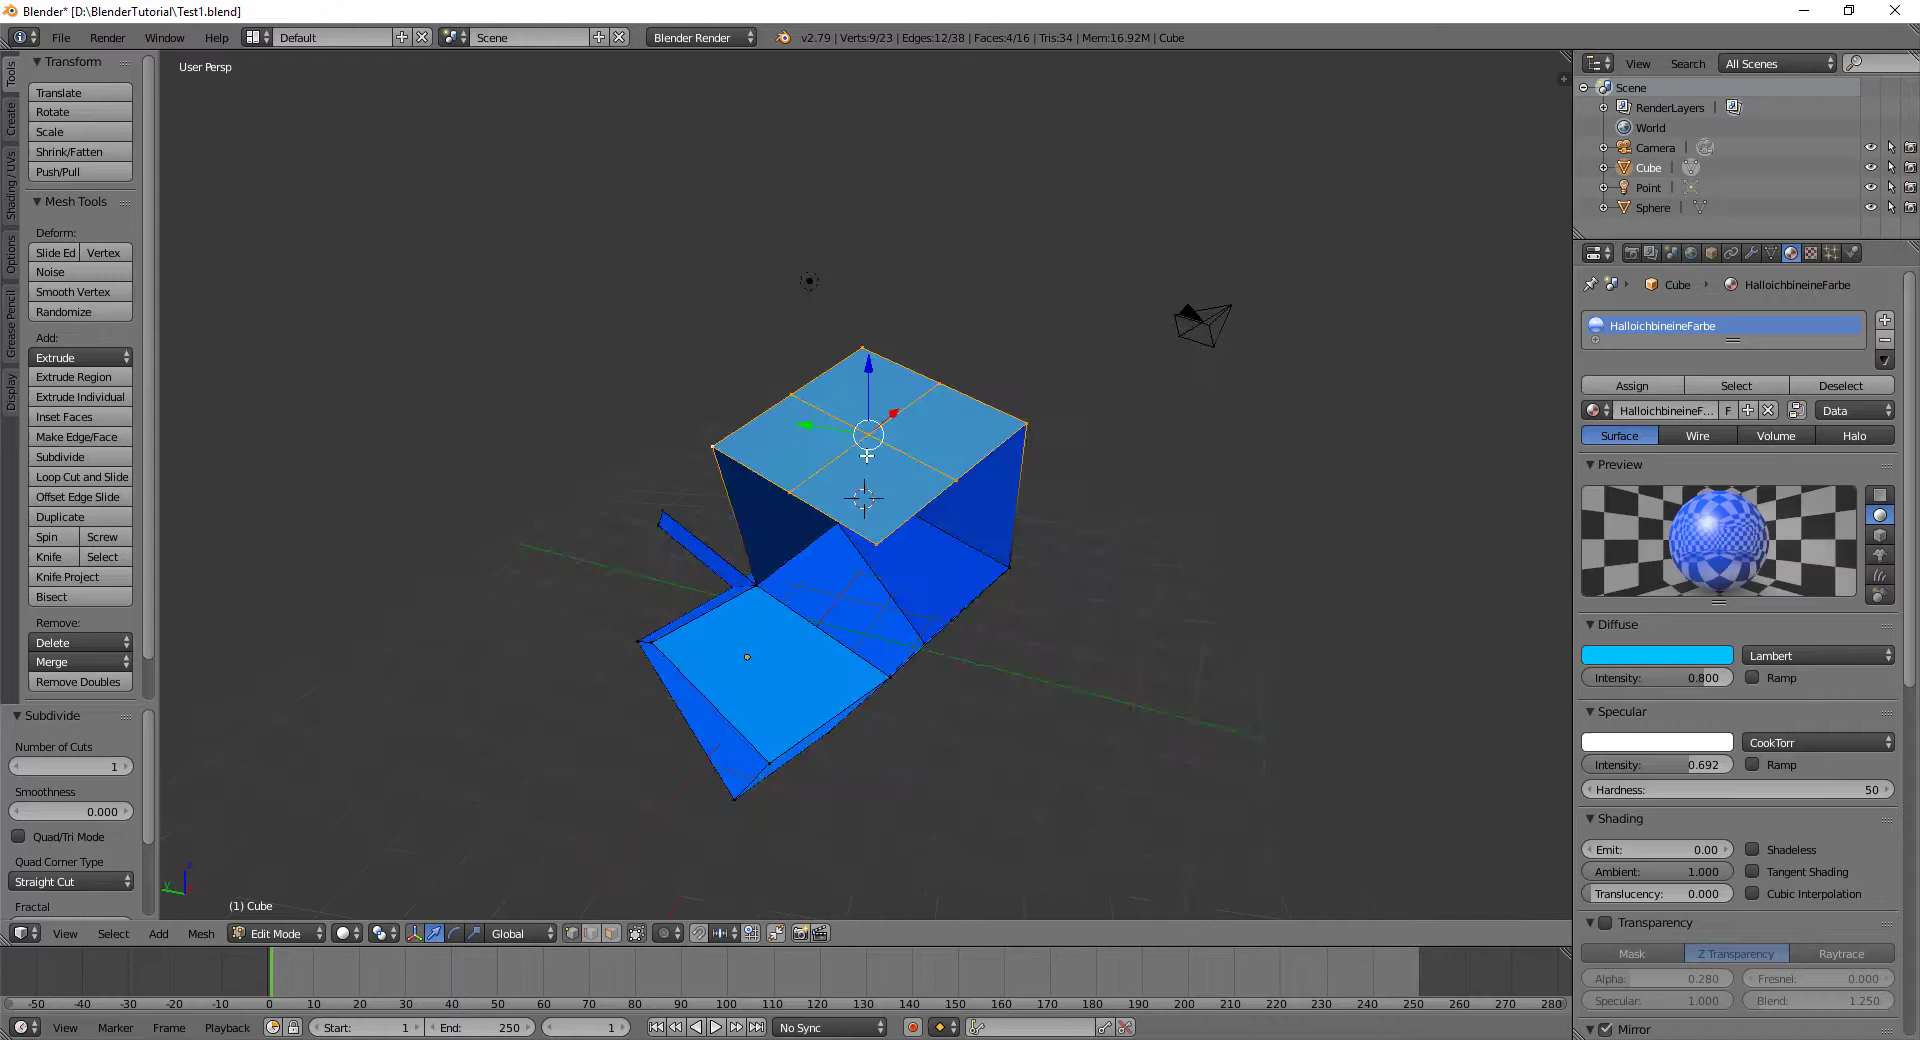 Blender* [D:\BlenderTutorial\Test1.blend]
File Render Window Help Default Scene Blender Render v2.79 | Verts:9/23 | Edges:12/38 | Faces:4/16 | Tris:34 | Mem:16.92M | Cube
Tools
Create
Shading / UVs
Options
Grease Pencil
Display
Transform
Translate
Rotate
Scale
Shrink/Fatten
Push/Pull
Mesh Tools
Deform:
Slide Ed Vertex
Noise
Smooth Vertex
Randomize
Add:
Extrude
Extrude Region
Extrude Individual
Inset Faces
Make Edge/Face
Subdivide
Loop Cut and Slide
Offset Edge Slide
Duplicate
Spin Screw
Knife Select
Knife Project
Bisect
Remove:
Delete
Merge
Remove Doubles
Subdivide
Number of Cuts
1
Smoothness
0.000
Quad/Tri Mode
Quad Corner Type
Straight Cut
Fractal
User Persp
z
y
(1) Cube
View Select Add Mesh Edit Mode Global
-50 -40 -30 -20 -10 0 10 20 30 40 50 60 70 80 90 100 110 120 130 140 150 160 170 180 190 200 210 220 230 240 250 260 270 280
View Marker Frame Playback Start: 1 End: 250 1 No Sync
View Search All Scenes
Scene
RenderLayers |
World
Camera |
Cube |
Point |
Sphere |
Cube HalloichbineineFarbe
HalloichbineineFarbe
Assign Select Deselect
HalloichbineineF... F Data
Surface Wire Volume Halo
Preview
Diffuse
Lambert
Intensity: 0.800 Ramp
Specular
CookTorr
Intensity: 0.692 Ramp
Hardness: 50
Shading
Emit: 0.00 Shadeless
Ambient: 1.000 Tangent Shading
Translucency: 0.000 Cubic Interpolation
Transparency
Mask Z Transparency Raytrace
Alpha: 0.280 Fresnel: 0.000
Specular: 1.000 Blend: 1.250
Mirror